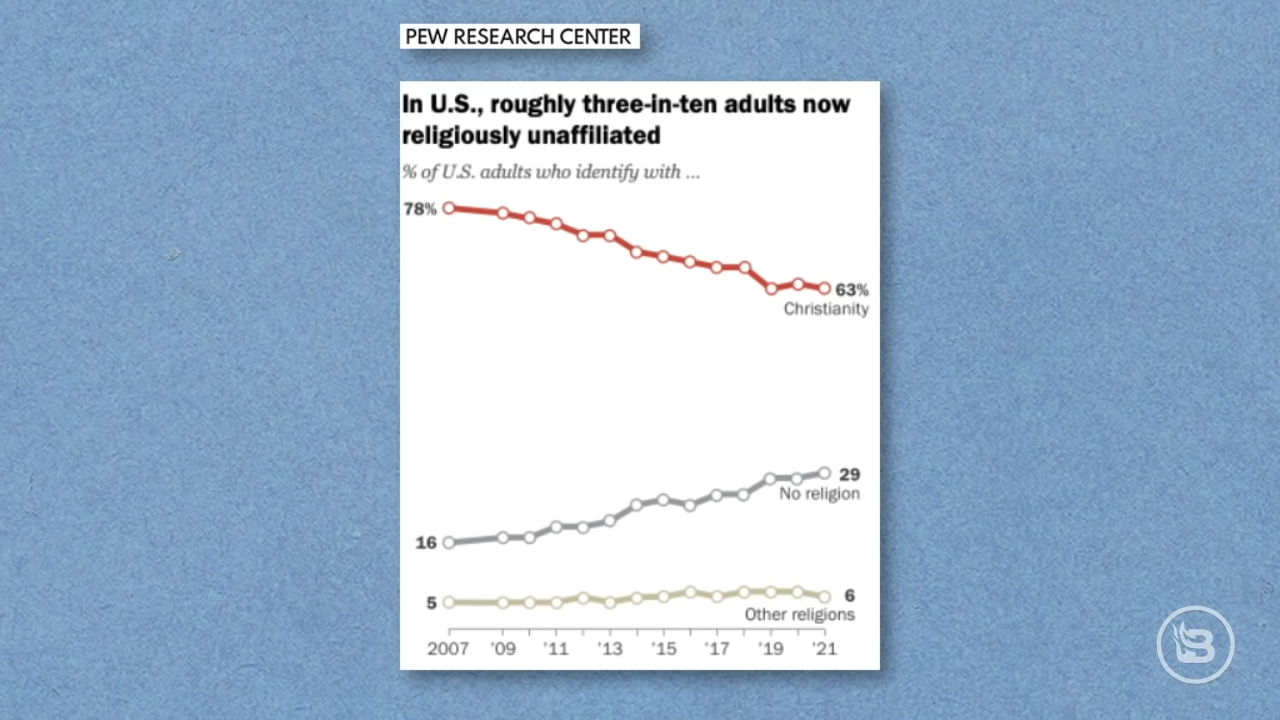 PEW RESEARCH CENTER
In U.S., roughly three-in-ten adults now
religiously unaffiliated
% of U.S. adults who identify with ...
78%
63%
Christianity
29
No religion
16
5
6
Other religions
2007 '09 '11 '13 '15 '17 '19 '21
B